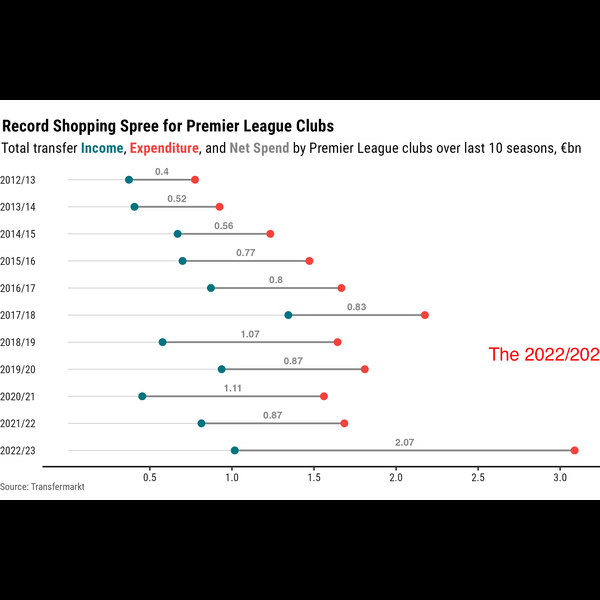 Record Shopping Spree for Premier League Clubs
Total transfer Income, Expenditure, and Net Spend by Premier League clubs over last 10 seasons, €bn
2012/13 0.4
2013/14 0.52
2014/15 0.56
2015/16 0.77
2016/17 0.8
2017/18 0.83
2018/19 1.07
The 2022/202
2019/20 0.87
2020/21 1.11
2021/22 0.87
2022/23 2.07
0.5 1.0 1.5 2.0 2.5 3.0
Source: Transfermarkt